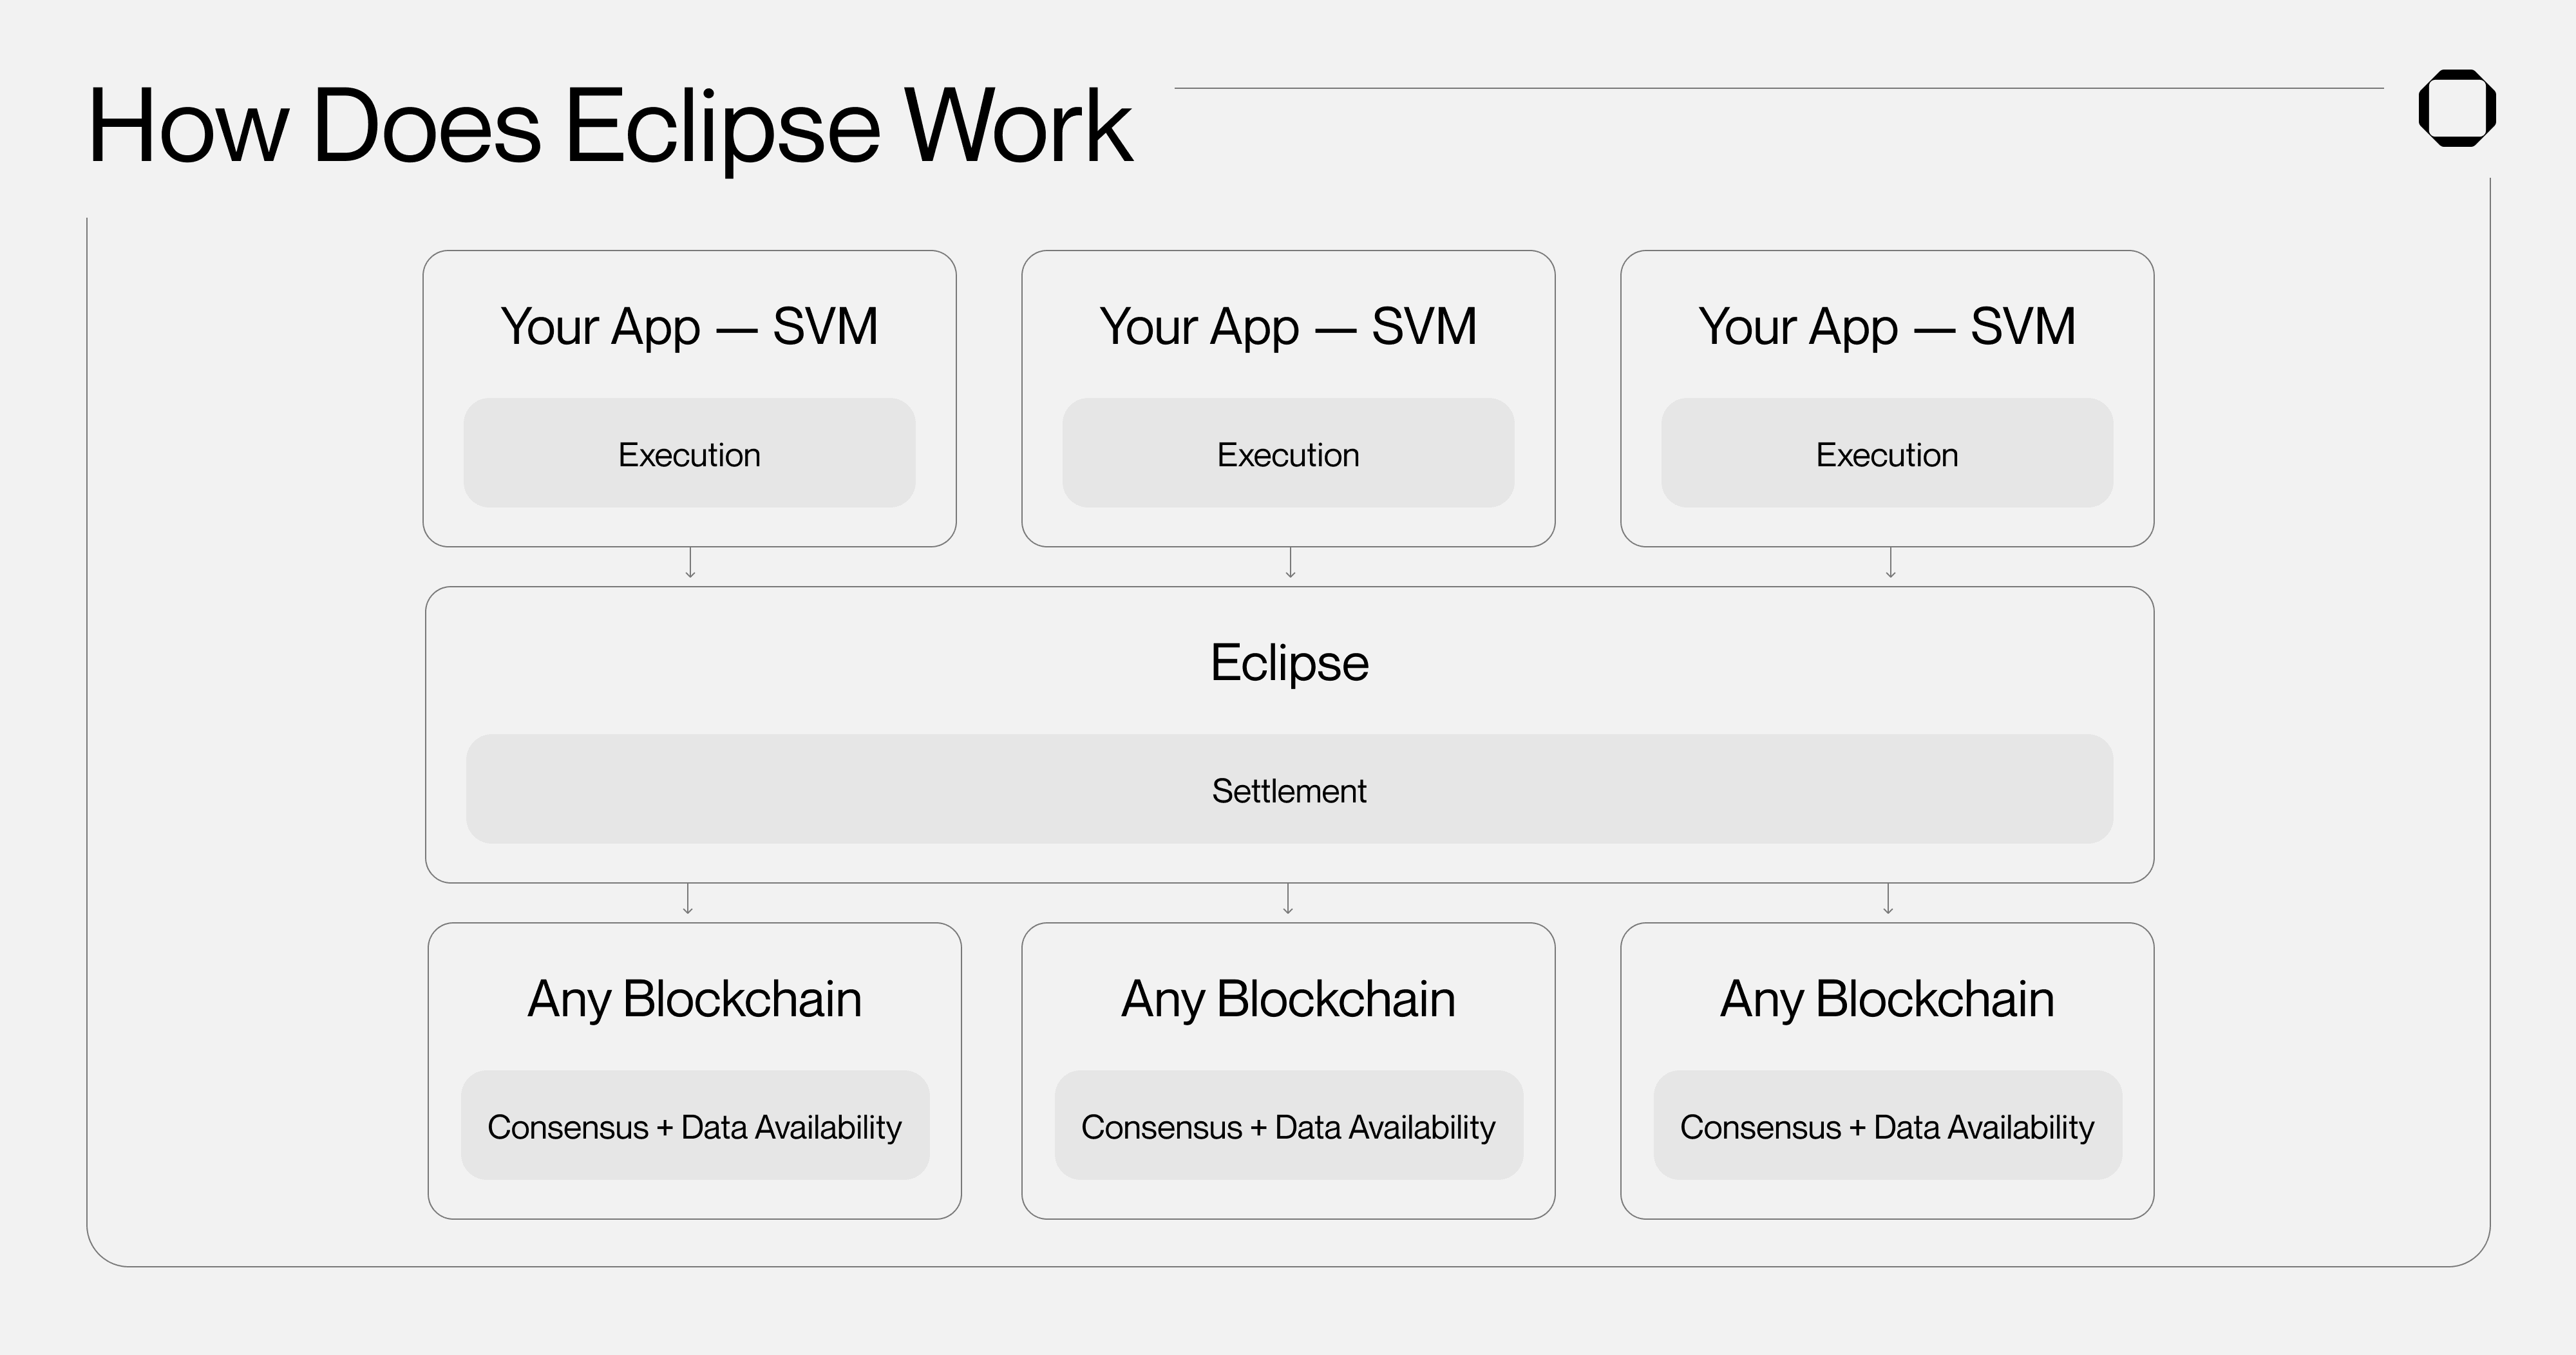 How Does Eclipse Work
Your App — SVM
Your App — SVM
Your App — SVM
Execution
Execution
Execution
Eclipse
Settlement
Any Blockchain
Any Blockchain
Any Blockchain
Consensus + Data Availability
Consensus + Data Availability
Consensus + Data Availability